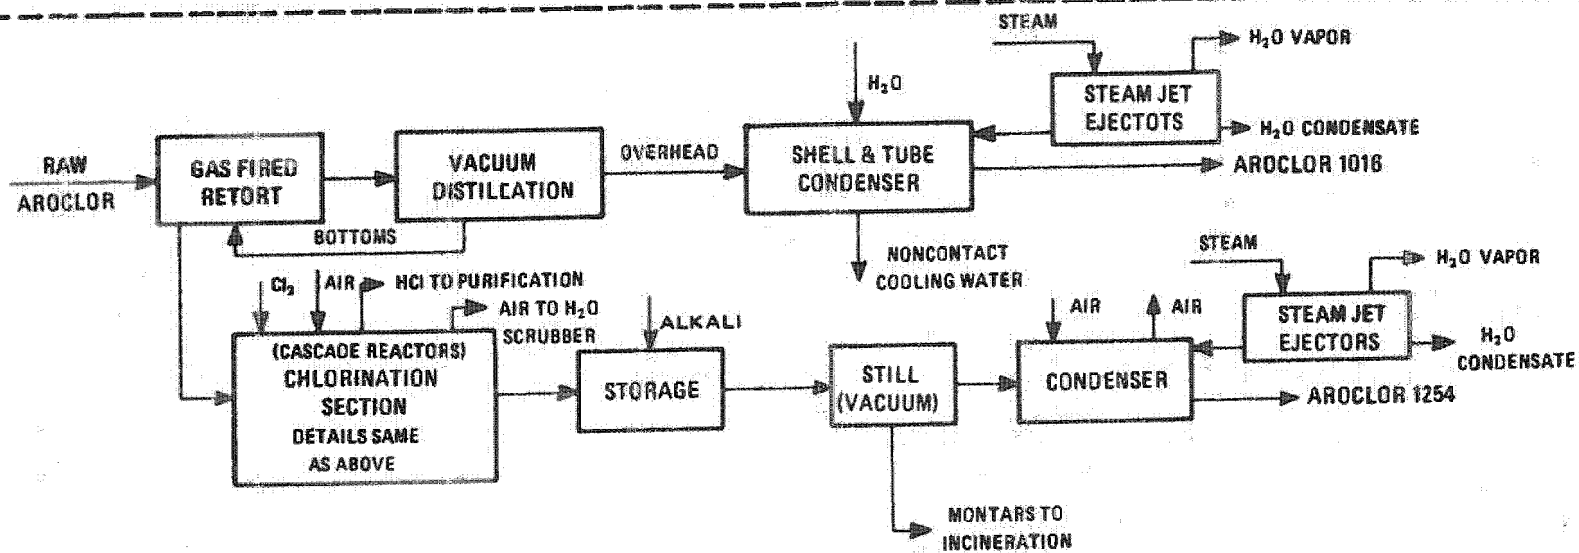 STEAM
H₂O VAPOR
STEAM JET
EJECTOTS
H₂O CONDENSATE
H₂O
RAW
AROCLOR
GAS FIRED
RETORT
VACUUM
DISTILLATION
OVERHEAD
SHELL & TUBE
CONDENSER
AROCLOR 1016
BOTTOMS
NONCONTACT
COOLING WATER
STEAM
H₂O VAPOR
STEAM JET
EJECTORS
H₂O
CONDENSATE
Cl₂
AIR
HCl TO PURIFICATION
AIR TO H₂O
SCRUBBER
ALKALI
AIR
AIR
(CASCADE REACTORS)
CHLORINATION
SECTION
DETAILS SAME
AS ABOVE
STORAGE
STILL
(VACUUM)
CONDENSER
AROCLOR 1254
MONTARS TO
INCINERATION